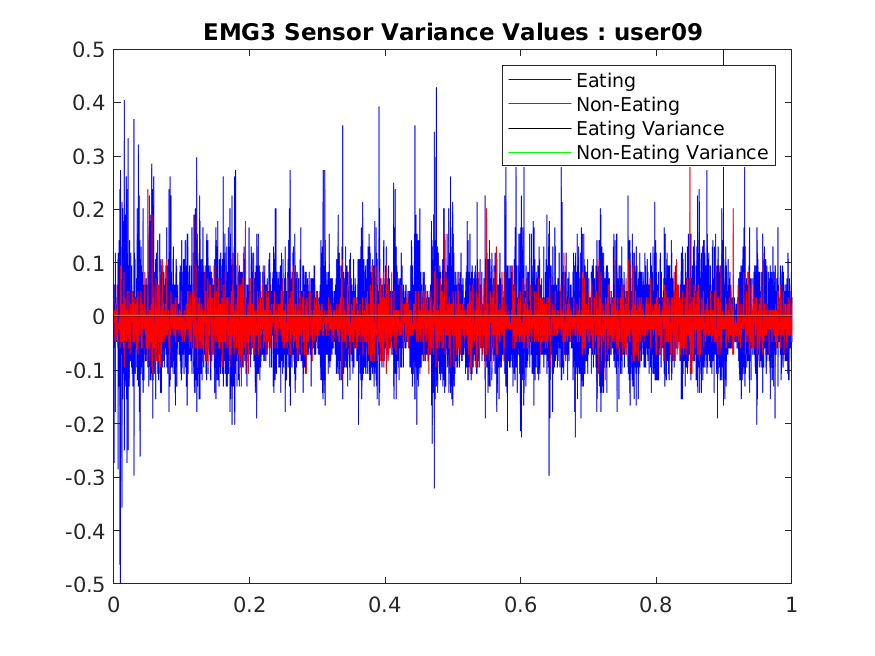 EMG3 Sensor Variance Values : user09
0.5
Eating
Non-Eating
Eating Variance
Non-Eating Variance
0.4
0.3
0.2
0.1
0
-0.1
-0.2
-0.3
-0.4
-0.5
0 0.2 0.4 0.6 0.8 1